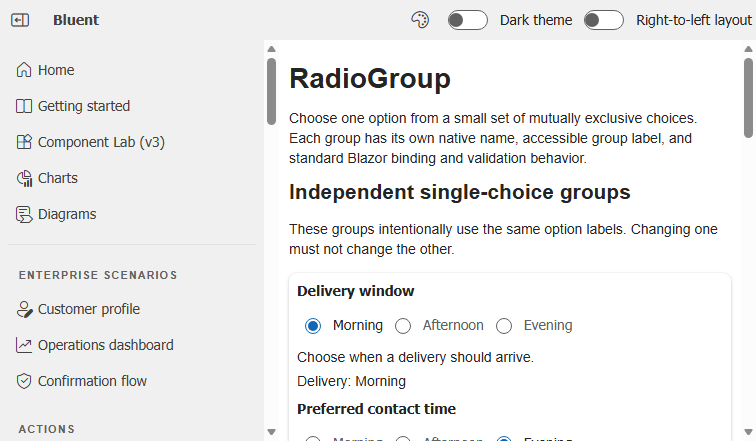 Bluent
Dark theme
Right-to-left layout
Home
Getting started
Component Lab (v3)
Charts
Diagrams
ENTERPRISE SCENARIOS
Customer profile
Operations dashboard
Confirmation flow
ACTIONS
RadioGroup
Choose one option from a small set of mutually exclusive choices.
Each group has its own native name, accessible group label, and
standard Blazor binding and validation behavior.
Independent single-choice groups
These groups intentionally use the same option labels. Changing one
must not change the other.
Delivery window
Morning Afternoon Evening
Choose when a delivery should arrive.
Delivery: Morning
Preferred contact time
Morning Afternoon Evening